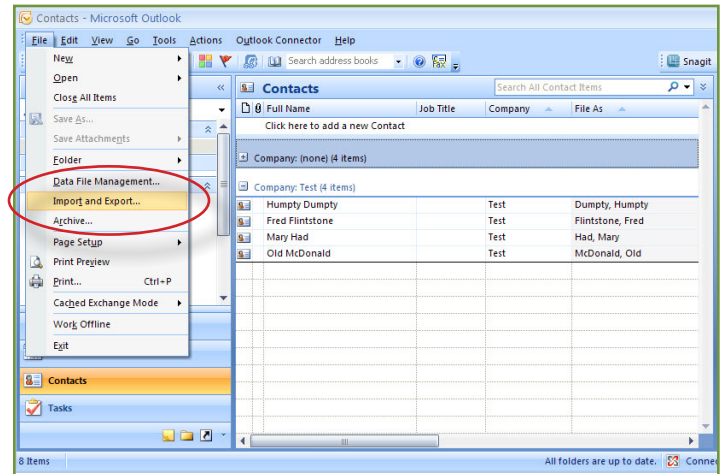 Contacts - Microsoft Outlook
File Edit View Go Tools Actions Outlook Connector Help
Search address books
Fax
Snagit
New
Open
Close All Items
Save As...
Save Attachments
Folder
Data File Management...
Import and Export...
Archive...
Page Setup
Print Preview
Print... Ctrl+P
Cached Exchange Mode
Work Offline
Exit
Contacts
Tasks
Contacts Search All Contact Items
Full Name Job Title Company File As
Click here to add a new Contact
Company: (none) (4 items)
Company: Test (4 items)
Humpty Dumpty Test Dumpty, Humpty
Fred Flintstone Test Flintstone, Fred
Mary Had Test Had, Mary
Old McDonald Test McDonald, Old
8 Items All folders are up to date. Connec